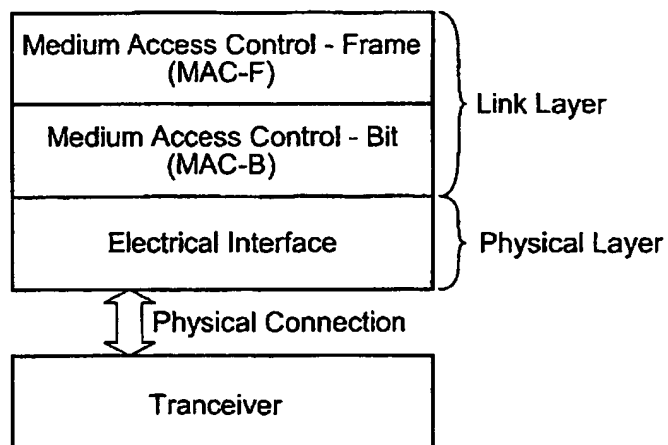 Medium Access Control - Frame
(MAC-F)
Link Layer
Medium Access Control - Bit
(MAC-B)
Electrical Interface
Physical Layer
Physical Connection
Tranceiver